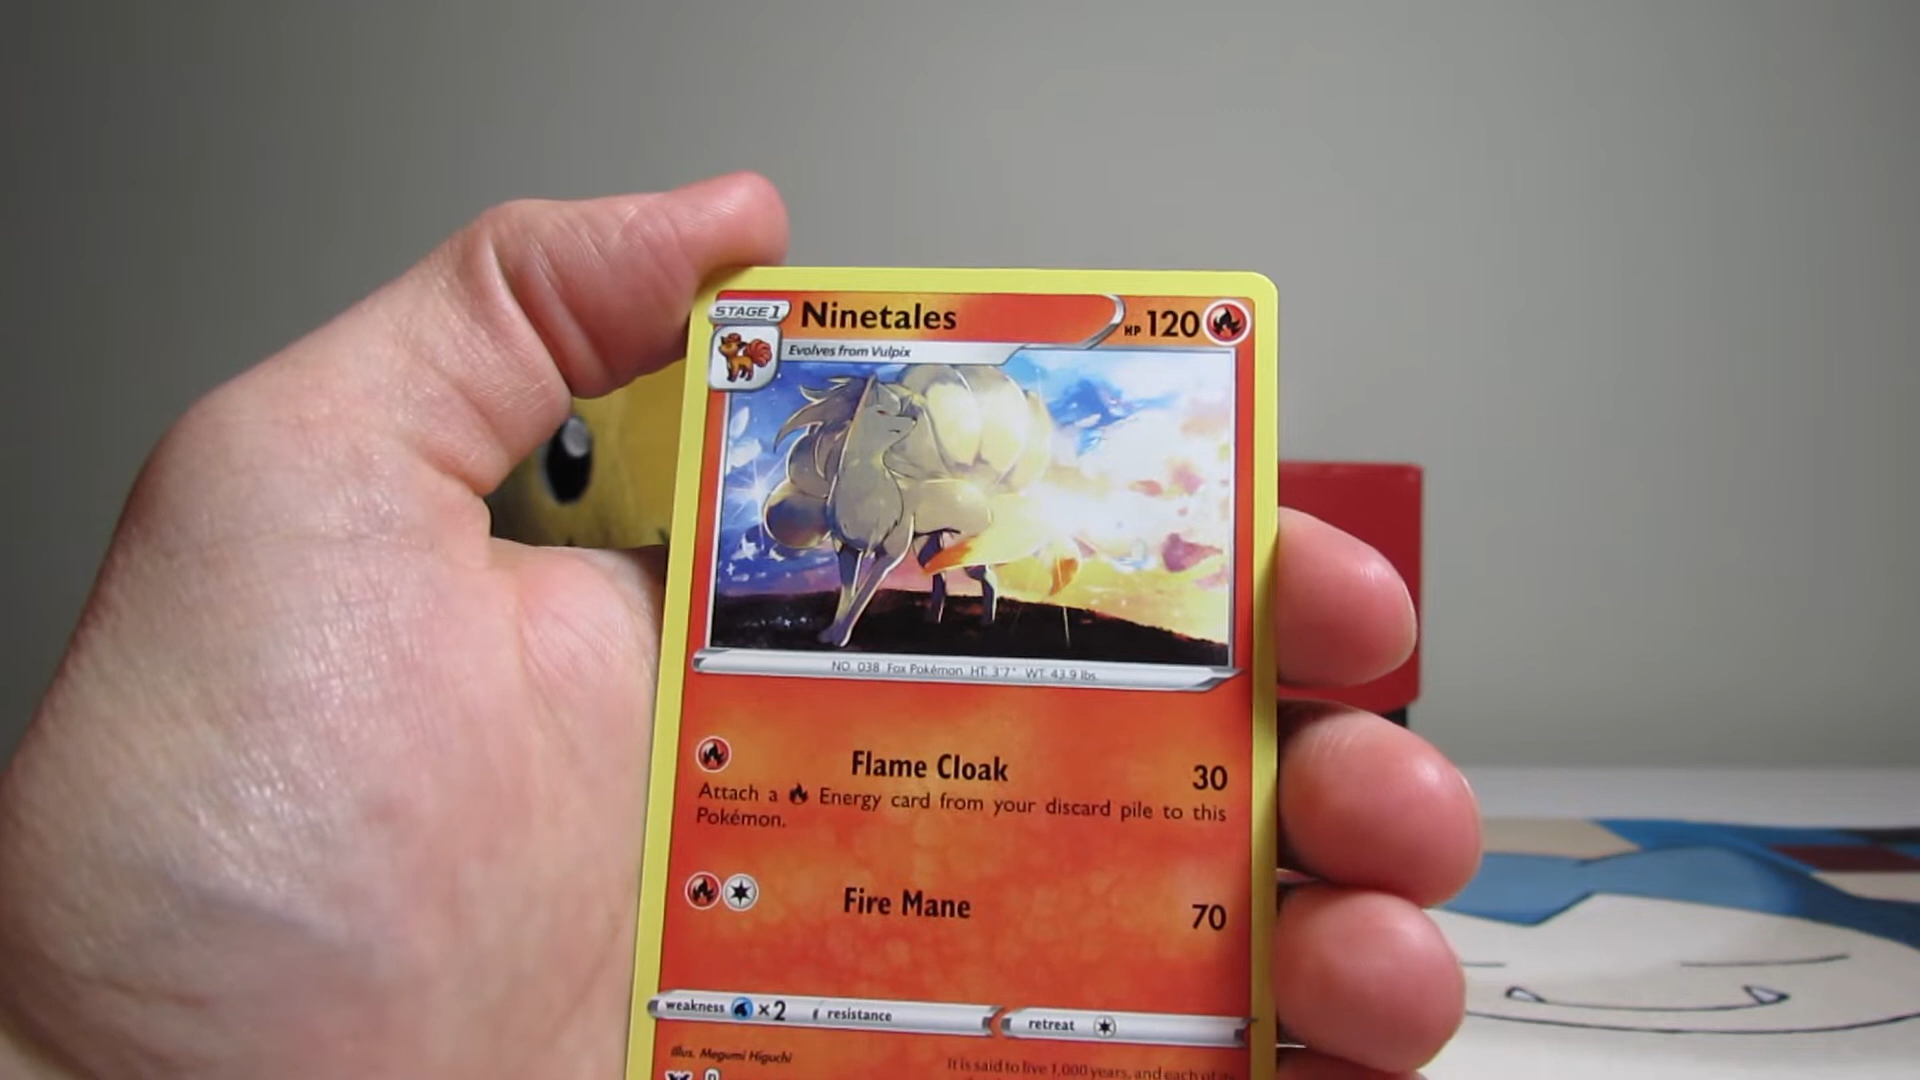 STAGE 1 Ninetales HP 120
Evolves from Vulpix
NO. 038 Fox Pokémon HT: 3'7" WT: 43.9 lbs.
Flame Cloak 30
Attach a Energy card from your discard pile to this
Pokémon.
Fire Mane 70
weakness ×2 resistance retreat
Illus. Megumi Higuchi
It is said to live 1,000 years, and each of its